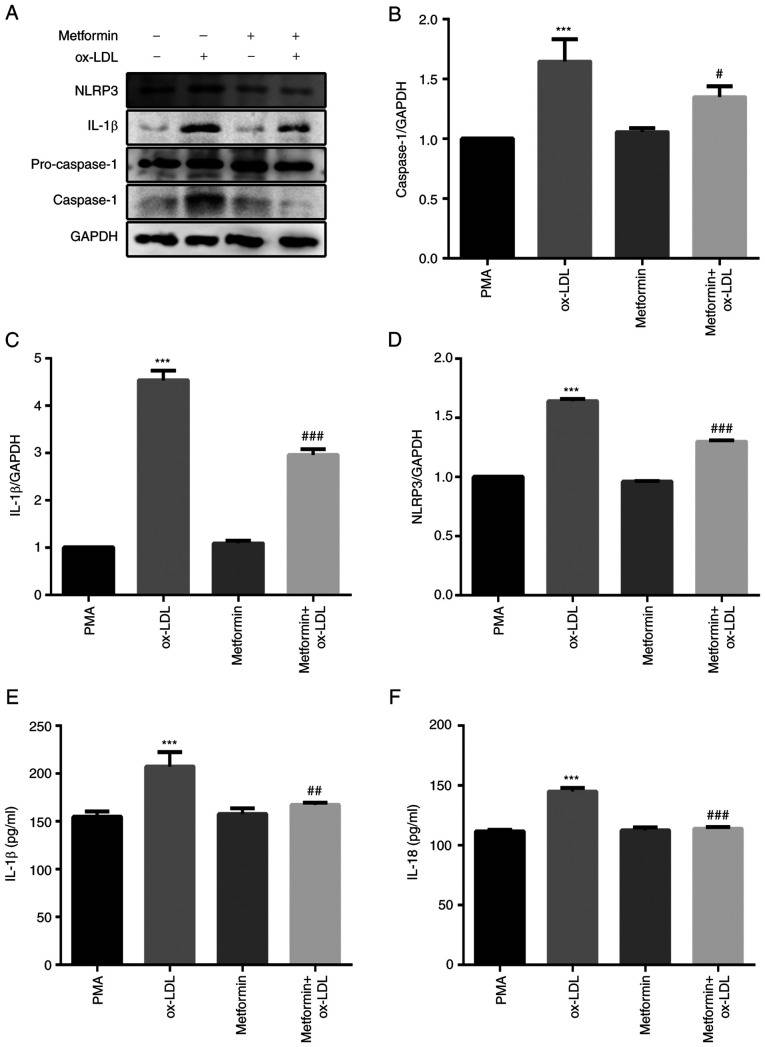 A
Metformin – – + +
ox-LDL – + – +
NLRP3
IL-1β
Pro-caspase-1
Caspase-1
GAPDH
B
Caspase-1/GAPDH
2.0
1.5
1.0
0.5
0.0
***
#
PMA
ox-LDL
Metformin
Metformin+
ox-LDL
C
IL-1β/GAPDH
5
4
3
2
1
0
***
###
PMA
ox-LDL
Metformin
Metformin+
ox-LDL
D
NLRP3/GAPDH
2.0
1.5
1.0
0.5
0.0
***
###
PMA
ox-LDL
Metformin
Metformin+
ox-LDL
E
IL-1β (pg/ml)
250
200
150
100
50
0
***
##
PMA
ox-LDL
Metformin
Metformin+
ox-LDL
F
IL-18 (pg/ml)
200
150
100
50
0
***
###
PMA
ox-LDL
Metformin
Metformin+
ox-LDL